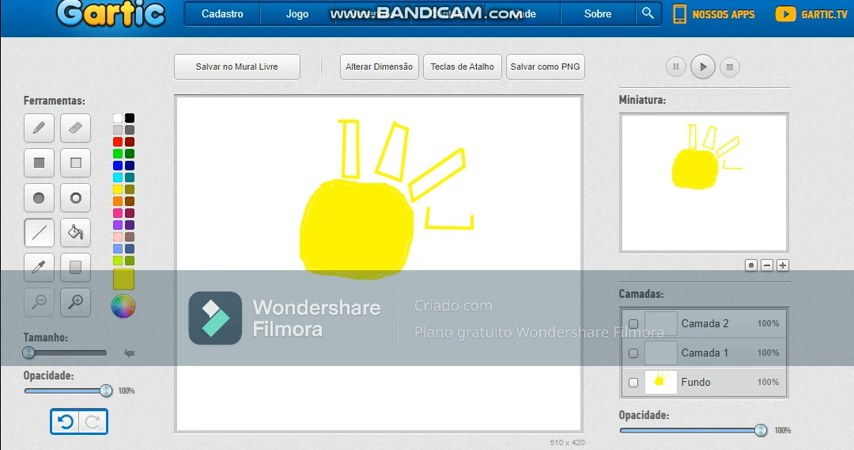 Gartic
Cadastro Jogo Sobre
www.BANDICAM.com
NOSSOS APPS GARTIC.TV
Salvar no Mural Livre Alterar Dimensão Teclas de Atalho Salvar como PNG
Ferramentas:
Miniatura:
Wondershare
Filmora
Criado com
Plano gratuito Wondershare Filmora
Camadas:
Camada 2 100%
Camada 1 100%
Fundo 100%
Tamanho:
4px
Opacidade:
100%
Opacidade:
100%
510 x 420